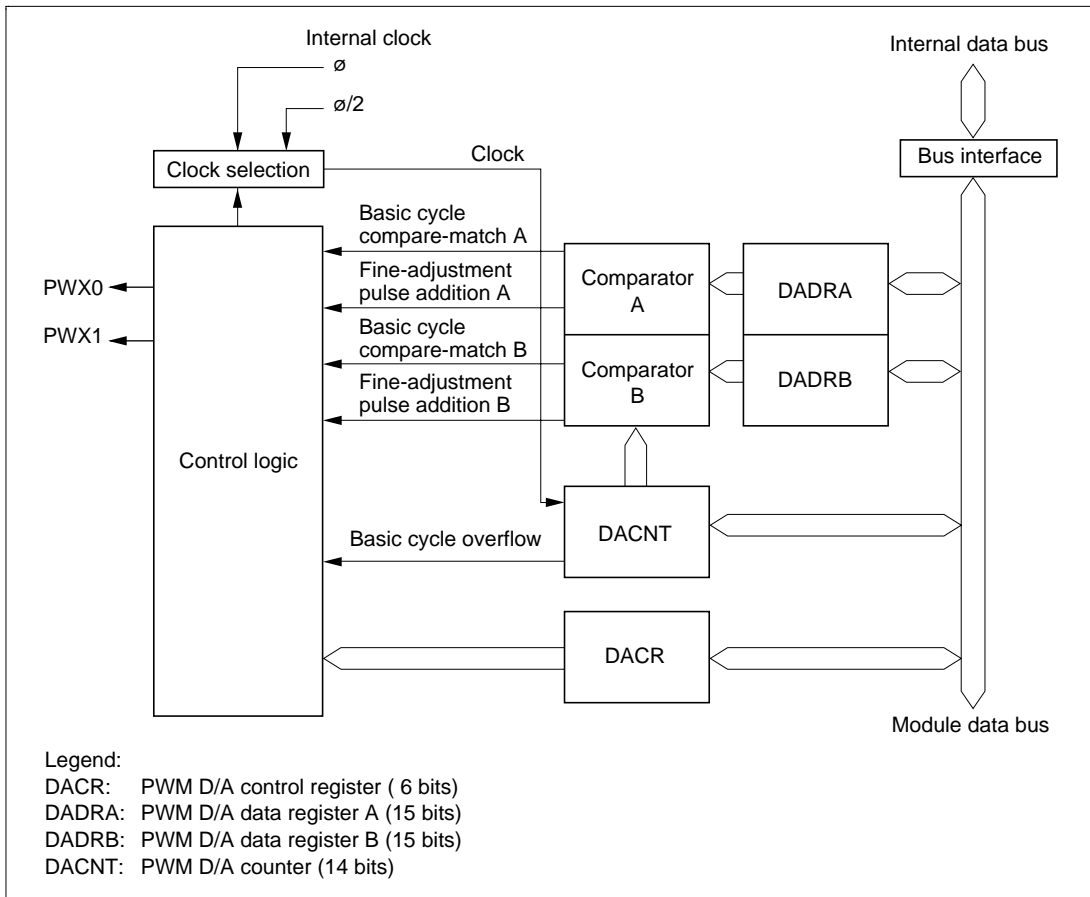 Internal clock
ø
ø/2
Internal data bus
Clock selection
Clock
Bus interface
Basic cycle
compare-match A
Fine-adjustment
pulse addition A
Basic cycle
compare-match B
Fine-adjustment
pulse addition B
PWX0
PWX1
Comparator
A
DADRA
Comparator
B
DADRB
Control logic
DACNT
Basic cycle overflow
DACR
Module data bus
Legend:
DACR: PWM D/A control register ( 6 bits)
DADRA: PWM D/A data register A (15 bits)
DADRB: PWM D/A data register B (15 bits)
DACNT: PWM D/A counter (14 bits)